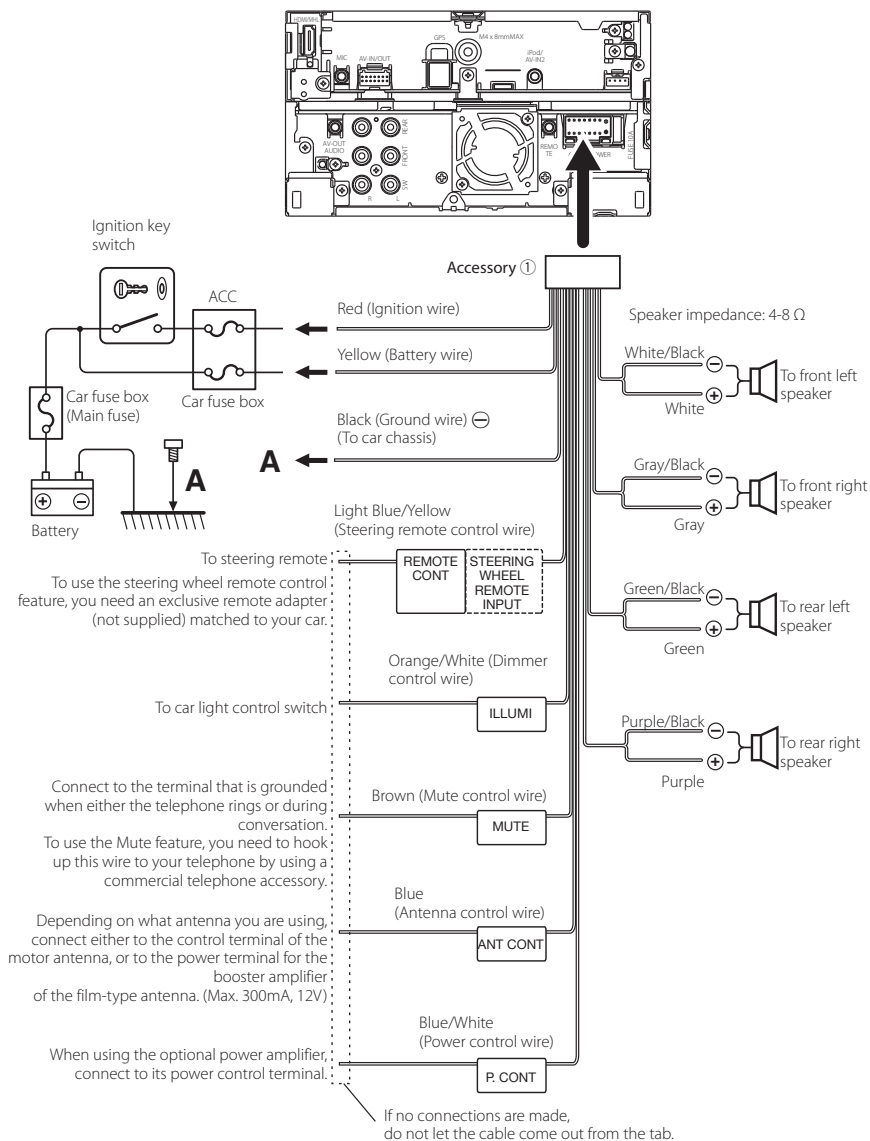 HDMI/MHL
MIC
AV-IN/OUT
GPS
M4 x 8mmMAX
iPod/
AV-IN2
AV-OUT
AUDIO
REAR
FRONT
SW
R
L
REMO
TE
FUSE 10A
Ignition key
switch
ACC
Accessory ①
Red (Ignition wire)
Yellow (Battery wire)
Car fuse box
(Main fuse)
Car fuse box
Black (Ground wire) ⊖
(To car chassis)
A
A
Battery
Speaker impedance: 4-8 Ω
White/Black
White
To front left
speaker
Gray/Black
Gray
To front right
speaker
Green/Black
Green
To rear left
speaker
Purple/Black
Purple
To rear right
speaker
Light Blue/Yellow
(Steering remote control wire)
To steering remote
To use the steering wheel remote control
feature, you need an exclusive remote adapter
(not supplied) matched to your car.
REMOTE
CONT
STEERING
WHEEL
REMOTE
INPUT
Orange/White (Dimmer
control wire)
To car light control switch
ILLUMI
Connect to the terminal that is grounded
when either the telephone rings or during
conversation.
To use the Mute feature, you need to hook
up this wire to your telephone by using a
commercial telephone accessory.
Brown (Mute control wire)
MUTE
Blue
(Antenna control wire)
Depending on what antenna you are using,
connect either to the control terminal of the
motor antenna, or to the power terminal for the
booster amplifier
of the film-type antenna. (Max. 300mA, 12V)
ANT CONT
Blue/White
(Power control wire)
When using the optional power amplifier,
connect to its power control terminal.
P. CONT
If no connections are made,
do not let the cable come out from the tab.